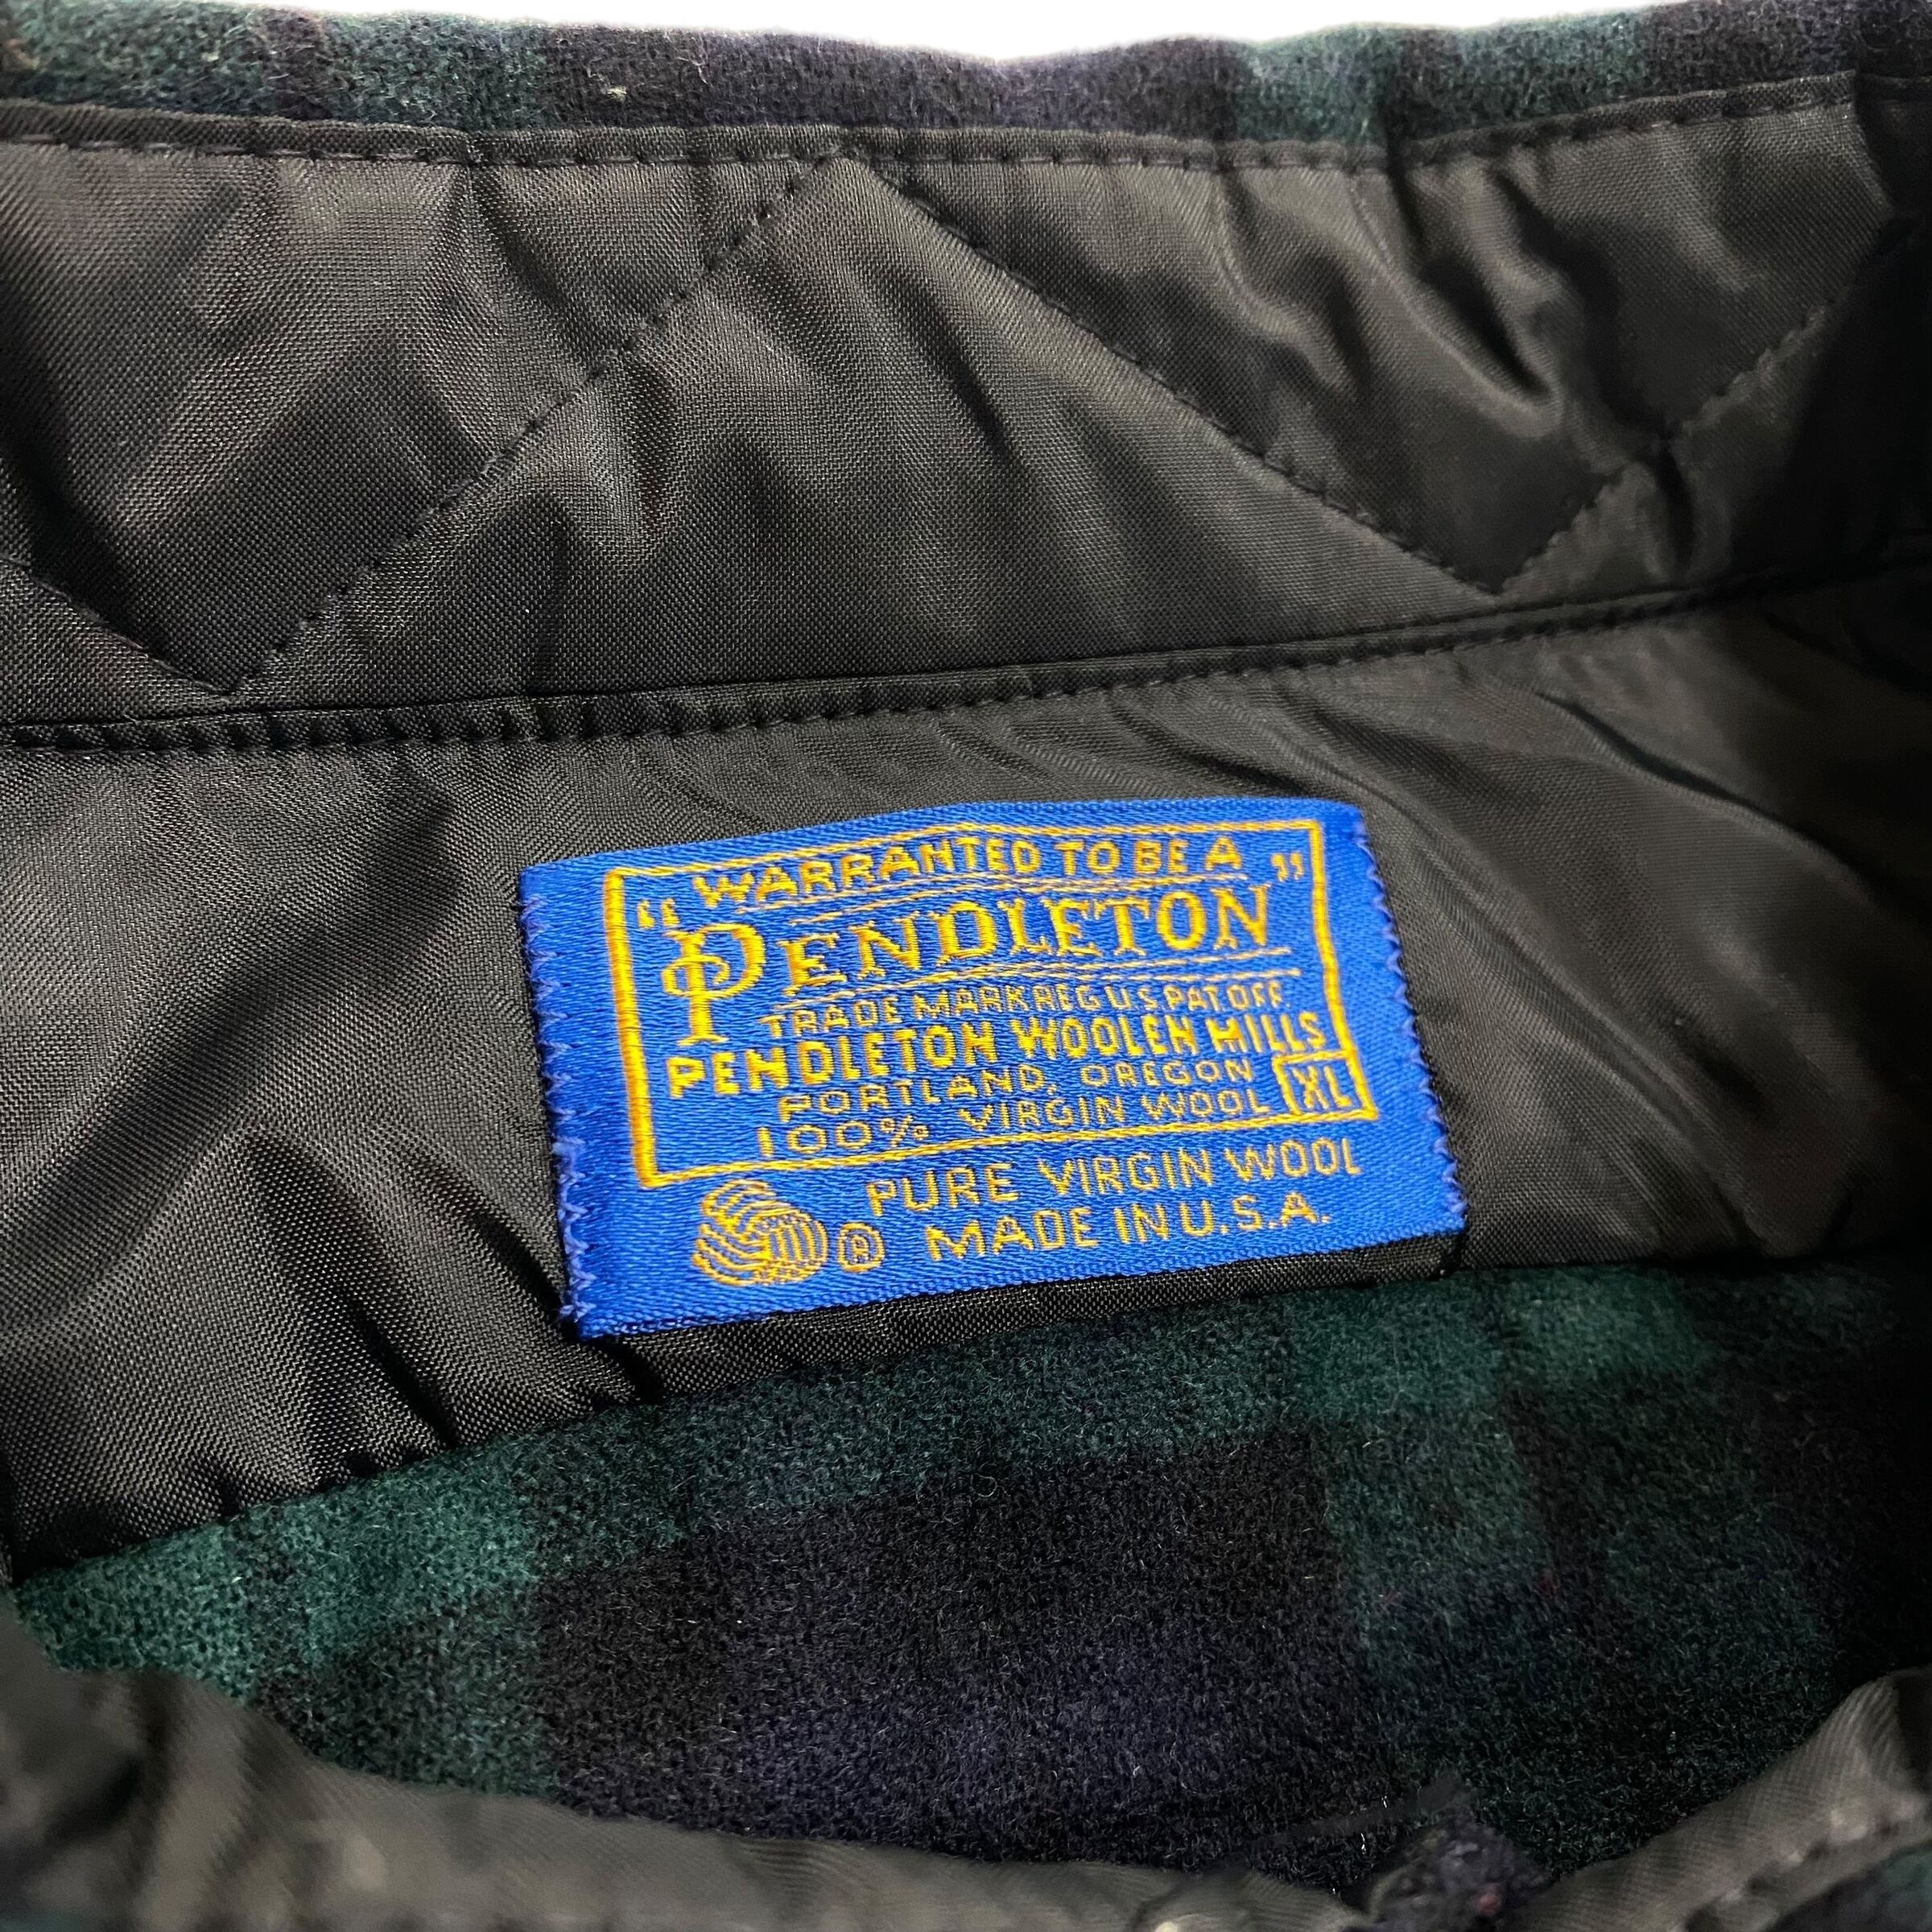 “WARRANTED TO BE A”
PENDLETON
TRADE MARK REG U S PAT. OFF.
PENDLETON WOOLEN MILLS
PORTLAND, OREGON
100% VIRGIN WOOL XL
PURE VIRGIN WOOL
® MADE IN U.S.A.